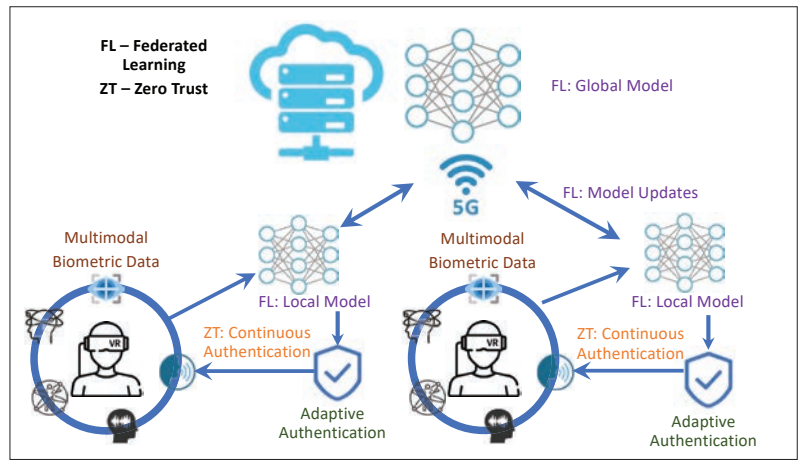 FL – Federated
Learning
ZT – Zero Trust
FL: Global Model
5G
FL: Model Updates
Multimodal
Biometric Data
FL: Local Model
VR
ZT: Continuous
Authentication
Adaptive
Authentication
Multimodal
Biometric Data
FL: Local Model
VR
ZT: Continuous
Authentication
Adaptive
Authentication